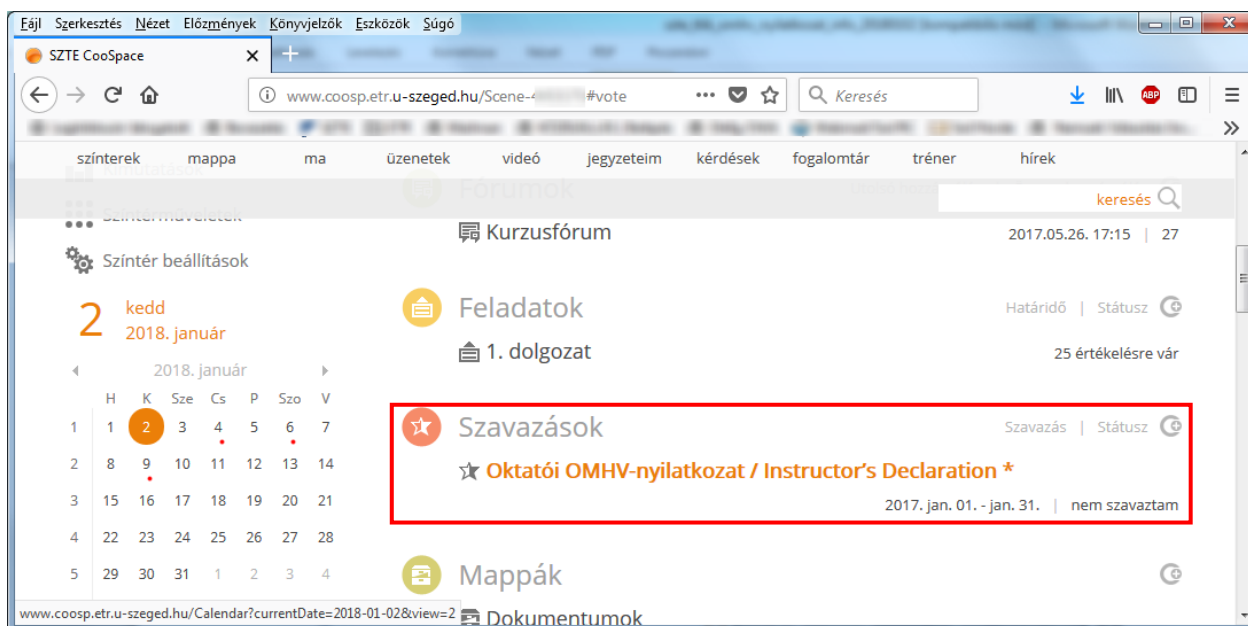 Fájl Szerkesztés Nézet Előzmények Könyvjelzők Eszközök Súgó
SZTE CooSpace
www.coosp.etr.u-szeged.hu/Scene- #vote
Keresés
ABP
színterek mappa ma üzenetek videó jegyzeteim kérdések fogalomtár tréner hírek
Kimutatások
Fórumok
keresés
Színtérműveletek
Kurzusfórum
2017.05.26. 17:15 | 27
Színtér beállítások
2 kedd
2018. január
Feladatok
Határidő | Státusz
1. dolgozat
25 értékelésre vár
2018. január
H K Sze Cs P Szo V
1 1 2 3 4 5 6 7
2 8 9 10 11 12 13 14
3 15 16 17 18 19 20 21
4 22 23 24 25 26 27 28
5 29 30 31 1 2 3 4
Szavazások
Szavazás | Státusz
Oktatói OMHV-nyilatkozat / Instructor's Declaration *
2017. jan. 01. - jan. 31. | nem szavaztam
Mappák
Dokumentumok
www.coosp.etr.u-szeged.hu/Calendar?currentDate=2018-01-02&view=2